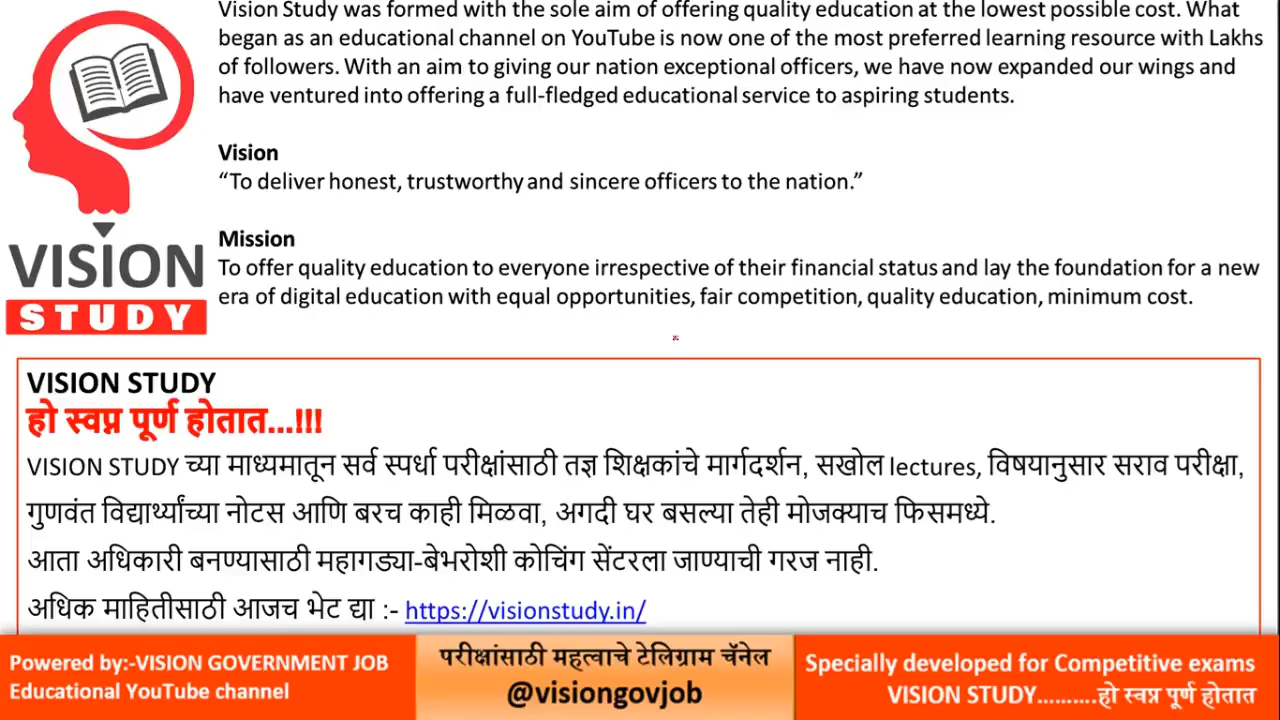 Vision Study was formed with the sole aim of offering quality education at the lowest possible cost. What
began as an educational channel on YouTube is now one of the most preferred learning resource with Lakhs
of followers. With an aim to giving our nation exceptional officers, we have now expanded our wings and
have ventured into offering a full-fledged educational service to aspiring students.
Vision
“To deliver honest, trustworthy and sincere officers to the nation.”
Mission
To offer quality education to everyone irrespective of their financial status and lay the foundation for a new
era of digital education with equal opportunities, fair competition, quality education, minimum cost.
VISION
STUDY
VISION STUDY
हो स्वप्न पूर्ण होतात...!!!
VISION STUDY च्या माध्यमातून सर्व स्पर्धा परीक्षांसाठी तज्ञ शिक्षकांचे मार्गदर्शन, सखोल lectures, विषयानुसार सराव परीक्षा,
गुणवंत विद्यार्थ्यांच्या नोटस आणि बरच काही मिळवा, अगदी घर बसल्या तेही मोजक्याच फिसमध्ये.
आता अधिकारी बनण्यासाठी महागड्या-बेभरोशी कोचिंग सेंटरला जाण्याची गरज नाही.
अधिक माहितीसाठी आजच भेट द्या :- https://visionstudy.in/
Powered by:-VISION GOVERNMENT JOB
Educational YouTube channel
परीक्षांसाठी महत्वाचे टेलिग्राम चॅनेल
@visiongovjob
Specially developed for Competitive exams
VISION STUDY..........हो स्वप्न पूर्ण होतात